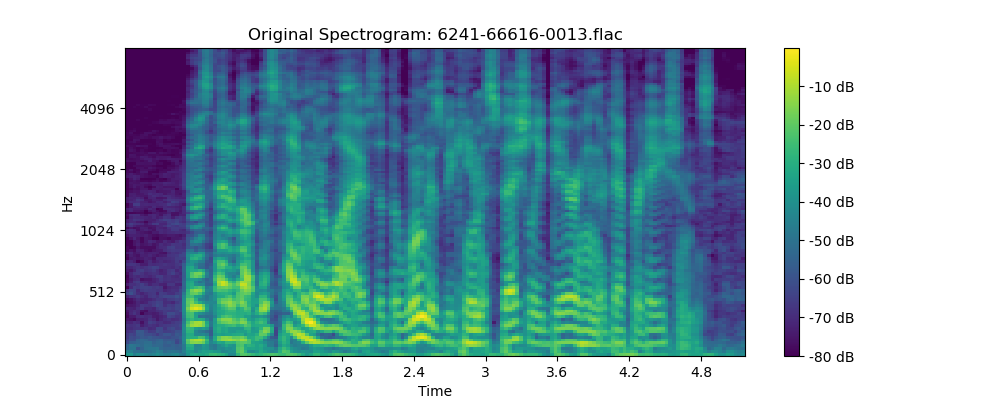 Original Spectrogram: 6241-66616-0013.flac
4096
2048
1024
512
0
Hz
0 0.6 1.2 1.8 2.4 3 3.6 4.2 4.8
Time
-10 dB
-20 dB
-30 dB
-40 dB
-50 dB
-60 dB
-70 dB
-80 dB